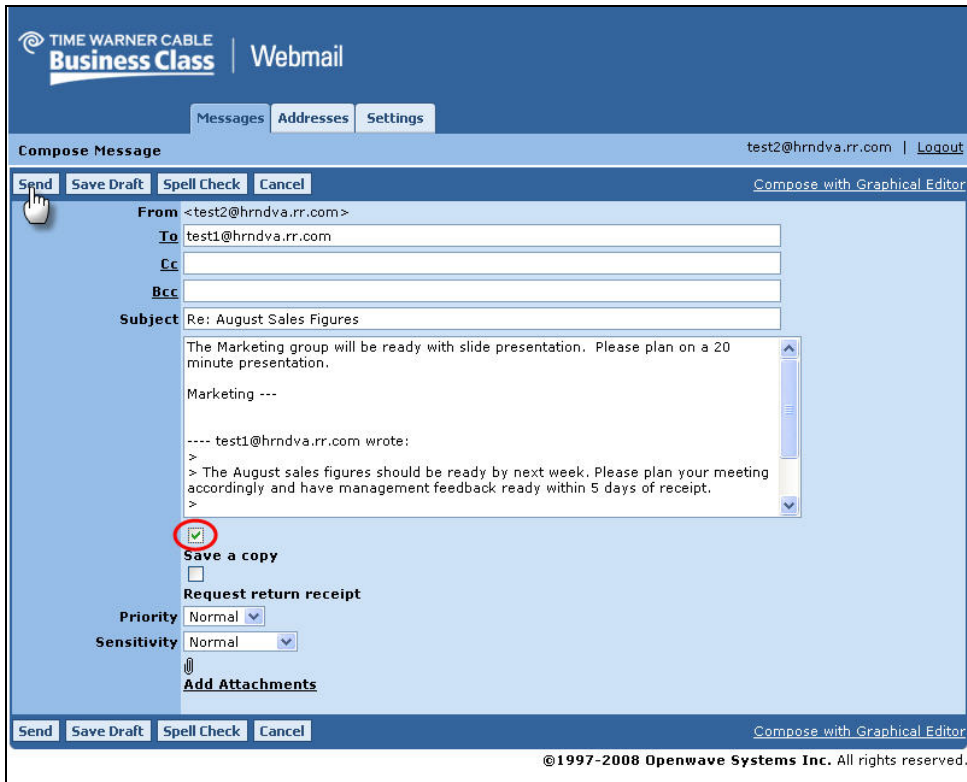 TIME WARNER CABLE
Business Class | Webmail
Messages Addresses Settings
Compose Message test2@hrndva.rr.com | Logout
Send Save Draft Spell Check Cancel Compose with Graphical Editor
From <test2@hrndva.rr.com>
To test1@hrndva.rr.com
Cc
Bcc
Subject Re: August Sales Figures
The Marketing group will be ready with slide presentation.  Please plan on a 20
minute presentation.
Marketing ---
---- test1@hrndva.rr.com wrote:
>
> The August sales figures should be ready by next week. Please plan your meeting
accordingly and have management feedback ready within 5 days of receipt.
>
Save a copy
Request return receipt
Priority Normal
Sensitivity Normal
Add Attachments
Send Save Draft Spell Check Cancel Compose with Graphical Editor
©1997-2008 Openwave Systems Inc. All rights reserved.